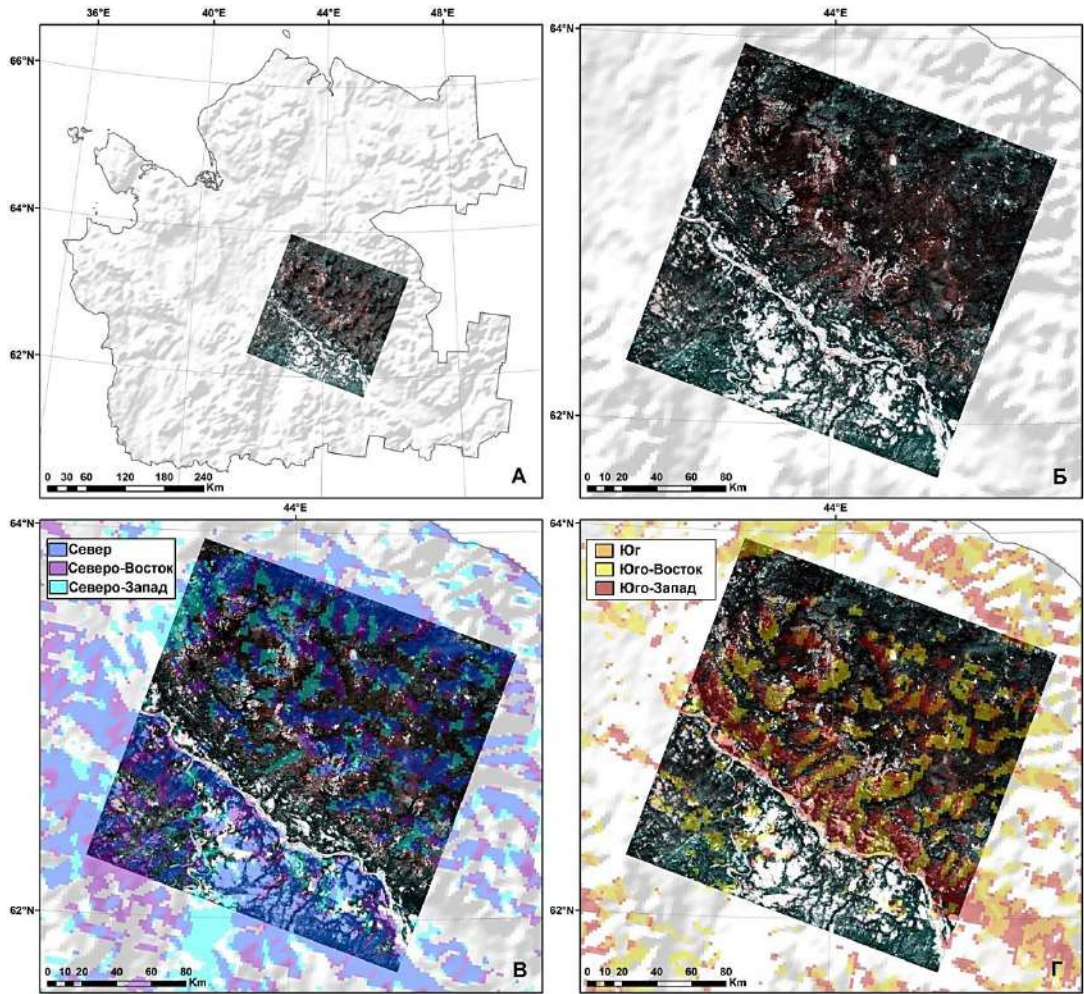 36°E 40°E 44°E 48°E
66°N
64°N
62°N
0 30 60 120 180 240
Km
А
44°E
64°N
62°N
0 10 20 40 60 80
Km
Б
44°E
64°N
Север
Северо-Восток
Северо-Запад
62°N
0 10 20 40 60 80
Km
В
44°E
64°N
Юг
Юго-Восток
Юго-Запад
62°N
0 10 20 40 60 80
Km
Г